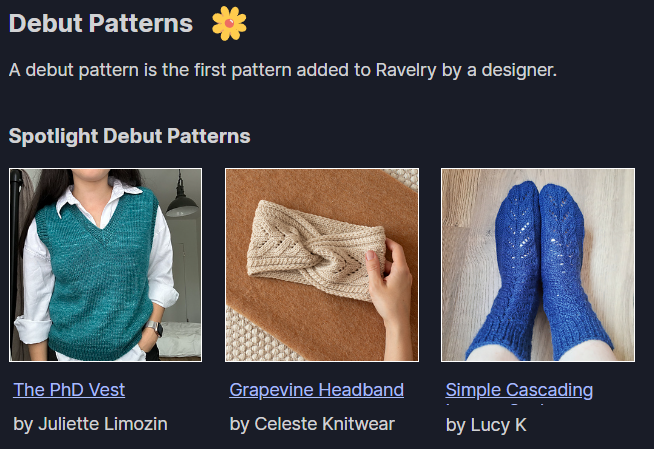 Debut Patterns
A debut pattern is the first pattern added to Ravelry by a designer.
Spotlight Debut Patterns
The PhD Vest
by Juliette Limozin
Grapevine Headband
by Celeste Knitwear
Simple Cascading
by Lucy K